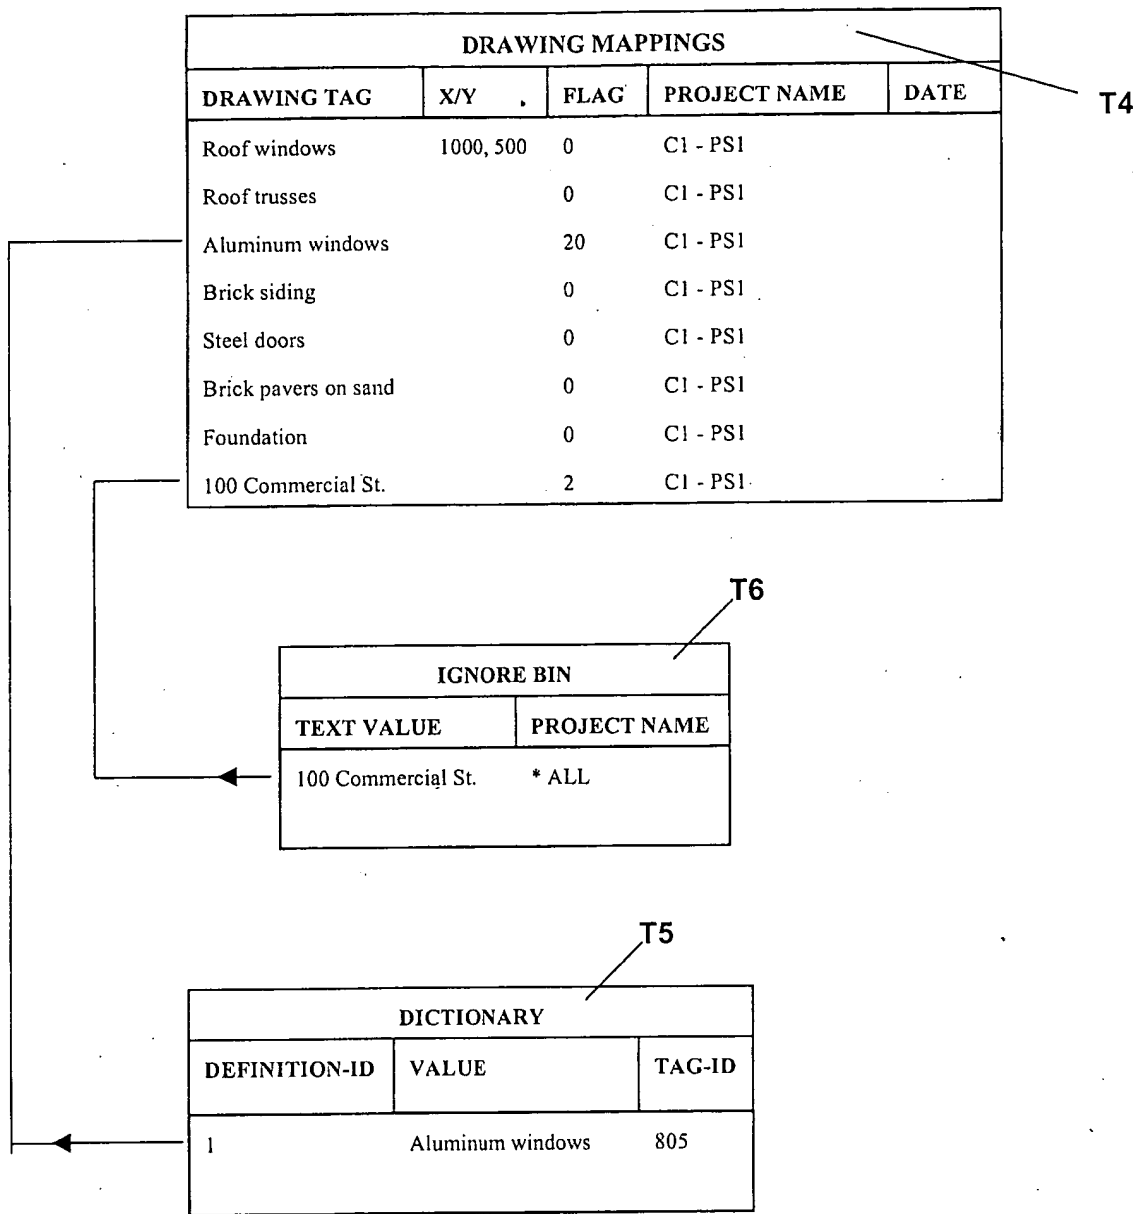 DRAWING MAPPINGS
DRAWING TAG X/Y FLAG PROJECT NAME DATE
T4
Roof windows 1000, 500 0 C1 - PS1
Roof trusses 0 C1 - PS1
Aluminum windows 20 C1 - PS1
Brick siding 0 C1 - PS1
Steel doors 0 C1 - PS1
Brick pavers on sand 0 C1 - PS1
Foundation 0 C1 - PS1
100 Commercial St. 2 C1 - PS1
T6
IGNORE BIN
TEXT VALUE PROJECT NAME
100 Commercial St. * ALL
T5
DICTIONARY
DEFINITION-ID VALUE TAG-ID
1 Aluminum windows 805